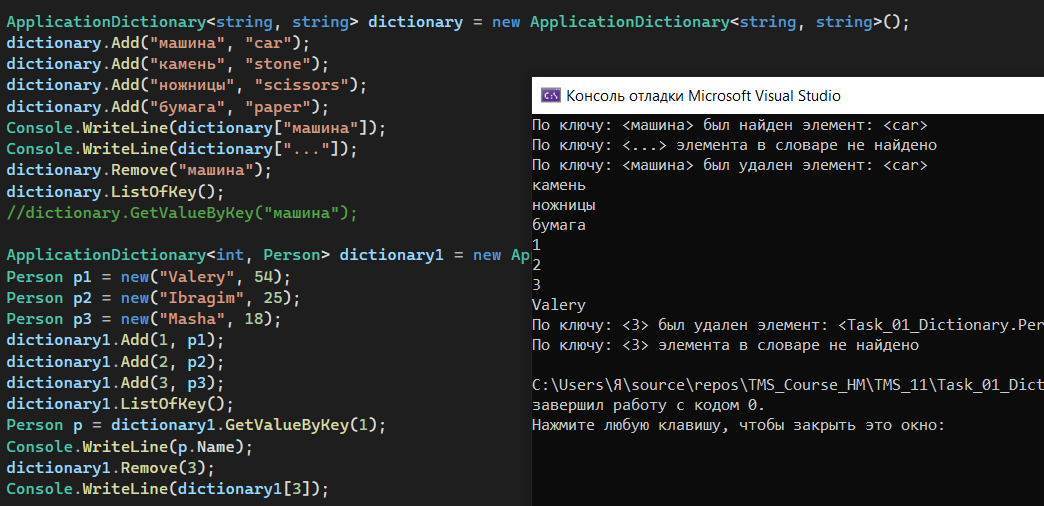 ApplicationDictionary<string, string> dictionary = new ApplicationDictionary<string, string>();
dictionary.Add("машина", "car");
dictionary.Add("камень", "stone");
dictionary.Add("ножницы", "scissors");
dictionary.Add("бумага", "paper");
Console.WriteLine(dictionary["машина"]);
Console.WriteLine(dictionary["..."]);
dictionary.Remove("машина");
dictionary.ListOfKey();
//dictionary.GetValueByKey("машина");
ApplicationDictionary<int, Person> dictionary1 = new Ap
Person p1 = new("Valery", 54);
Person p2 = new("Ibragim", 25);
Person p3 = new("Masha", 18);
dictionary1.Add(1, p1);
dictionary1.Add(2, p2);
dictionary1.Add(3, p3);
dictionary1.ListOfKey();
Person p = dictionary1.GetValueByKey(1);
Console.WriteLine(p.Name);
dictionary1.Remove(3);
Console.WriteLine(dictionary1[3]);
C:\ Консоль отладки Microsoft Visual Studio
По ключу: <машина> был найден элемент: <car>
По ключу: <...> элемента в словаре не найдено
По ключу: <машина> был удален элемент: <car>
камень
ножницы
бумага
1
2
3
Valery
По ключу: <3> был удален элемент: <Task_01_Dictionary.Per
По ключу: <3> элемента в словаре не найдено
C:\Users\Я\source\repos\TMS_Course_HM\TMS_11\Task_01_Dict
завершил работу с кодом 0.
Нажмите любую клавишу, чтобы закрыть это окно: